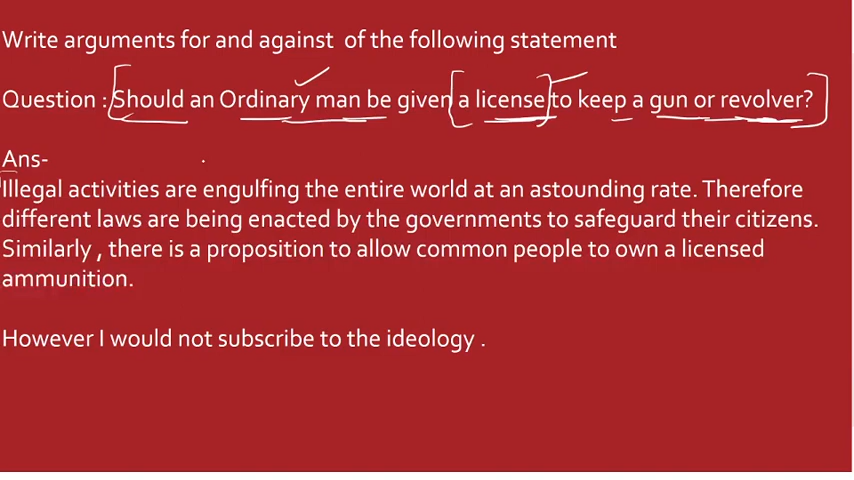 Write arguments for and against of the following statement
Question : Should an Ordinary man be given a license to keep a gun or revolver?
Ans-
Illegal activities are engulfing the entire world at an astounding rate. Therefore
different laws are being enacted by the governments to safeguard their citizens.
Similarly , there is a proposition to allow common people to own a licensed
ammunition.
However I would not subscribe to the ideology .